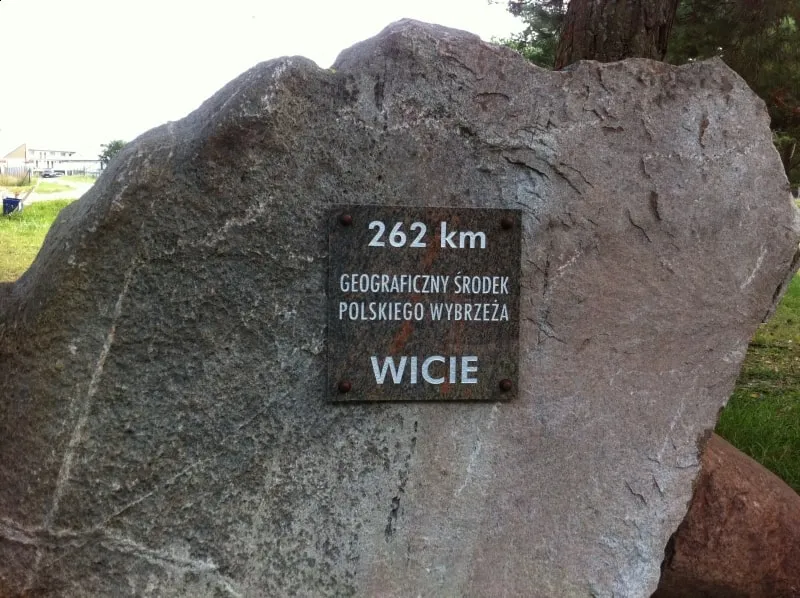 262 km
GEOGRAFICZNY ŚRODEK
POLSKIEGO WYBRZEŻA
WICIE